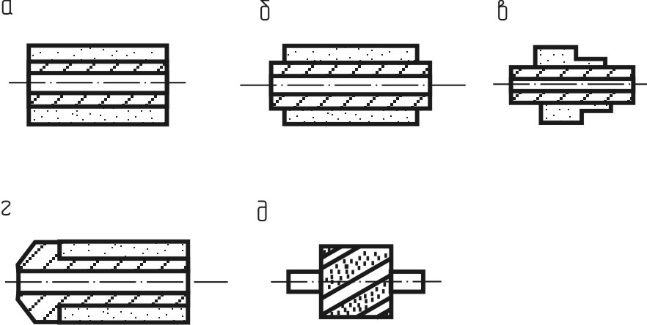 а б в
г д